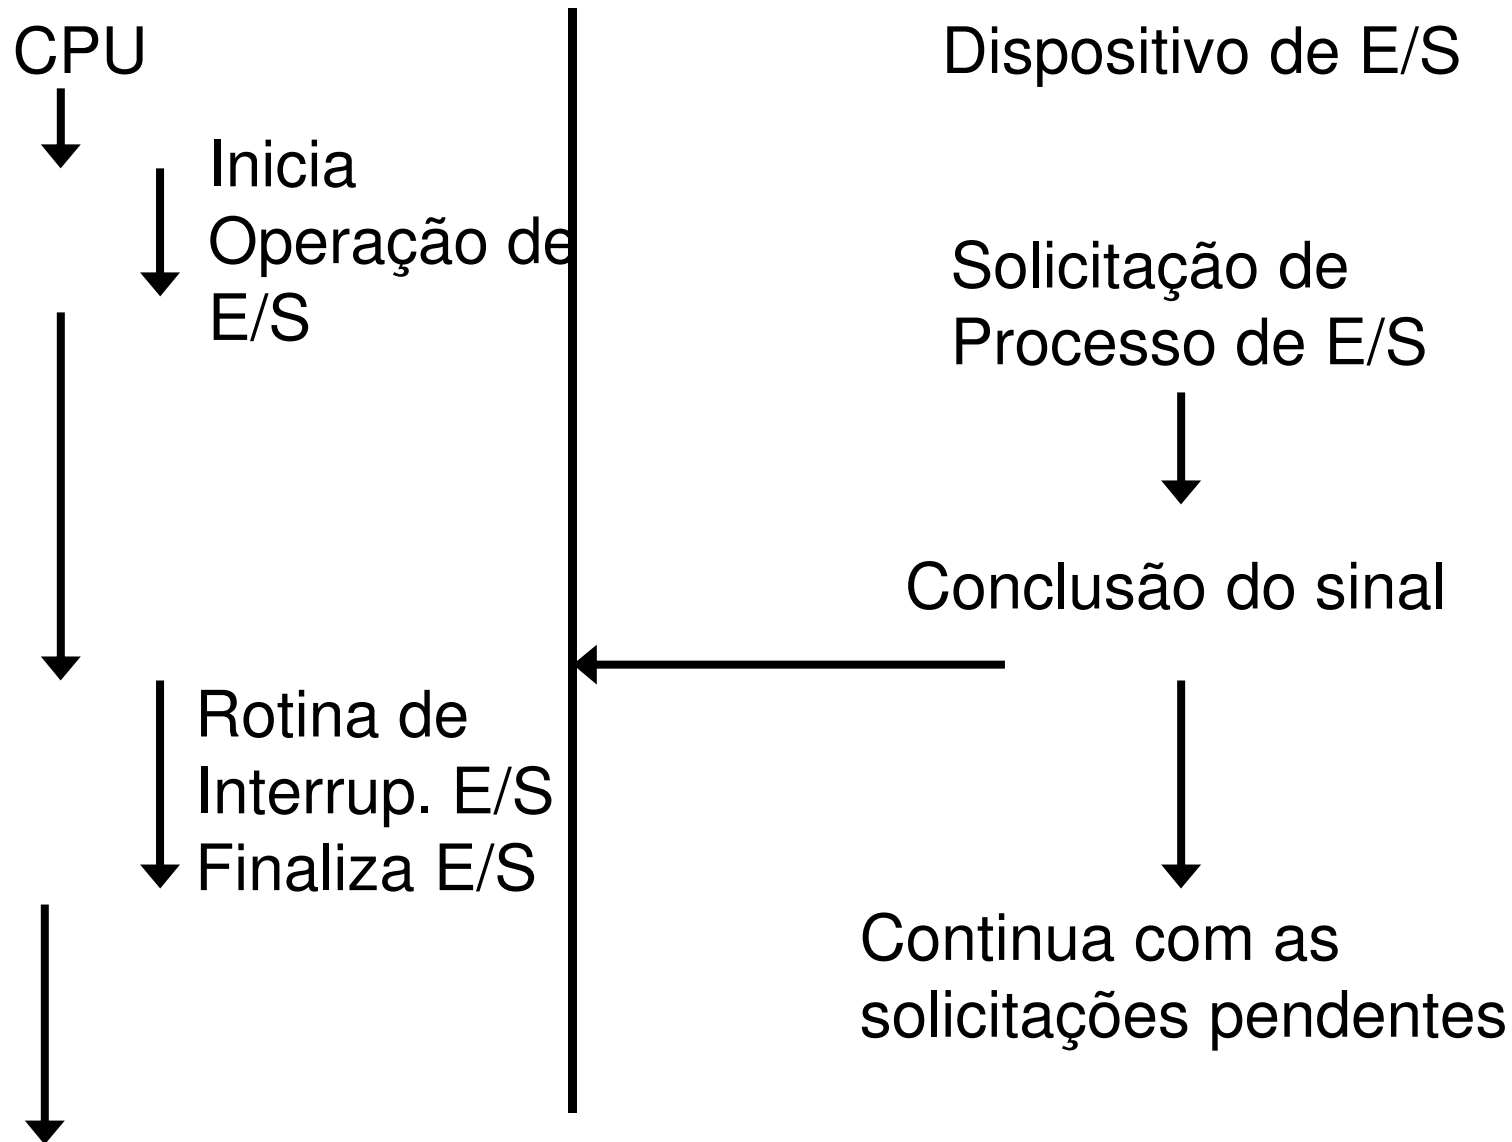 CPU
Inicia
Operação de
E/S
Rotina de
Interrup. E/S
Finaliza E/S
Dispositivo de E/S
Solicitação de
Processo de E/S
Conclusão do sinal
Continua com as
solicitações pendentes